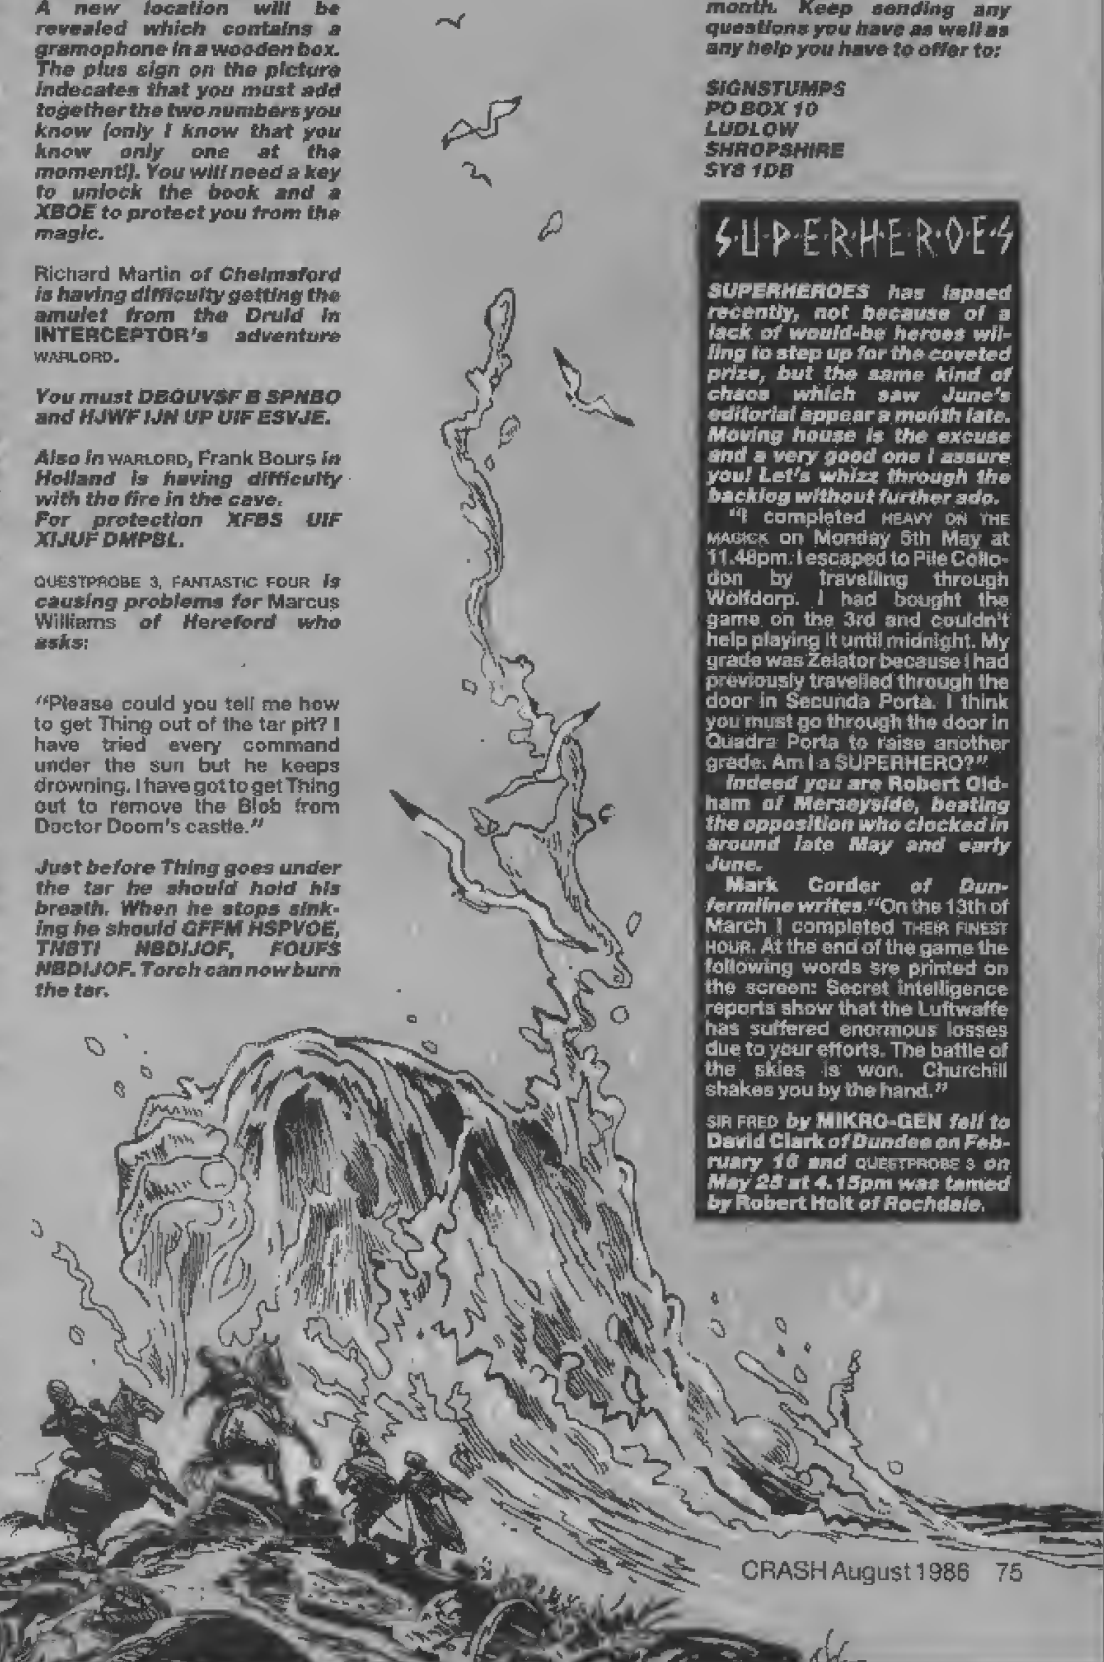 A new location will be
revealed which contains a
gramophone in a wooden box.
The plus sign on the picture
indecates that you must add
together the two numbers you
know (only I know that you
know only one at the
moment!). You will need a key
to unlock the book and a
XBOE to protect you from the
magic.
Richard Martin of Chelmsford
is having difficulty getting the
amulet from the Druid in
INTERCEPTOR's adventure
WARLORD.
You must DBQUVSF B SPNBO
and HJWF IJN UP UIF ESVJE.
Also in WARLORD, Frank Bours in
Holland is having difficulty
with the fire in the cave.
For protection XFBS UIF
XIJUF DMPBL.
QUESTPROBE 3, FANTASTIC FOUR is
causing problems for Marcus
Williams of Hereford who
asks:
"Please could you tell me how
to get Thing out of the tar pit? I
have tried every command
under the sun but he keeps
drowning. I have got to get Thing
out to remove the Blob from
Doctor Doom's castle."
Just before Thing goes under
the tar he should hold his
breath. When he stops sink-
ing he should GFFM HSPVOE,
TNBTI NBDIJOF, FOUFS
NBDIJOF. Torch can now burn
the tar.
month. Keep sending any
questions you have as well as
any help you have to offer to:
SIGNSTUMPS
PO BOX 10
LUDLOW
SHROPSHIRE
SY8 1DB
S·U·P·E·R·H·E·R·O·E·S
SUPERHEROES has lapsed
recently, not because of a
lack of would-be heroes wil-
ling to step up for the coveted
prize, but the same kind of
chaos which saw June's
editorial appear a month late.
Moving house is the excuse
and a very good one I assure
you! Let's whizz through the
backlog without further ado.
"I completed HEAVY ON THE
MAGICK on Monday 5th May at
11.48pm. I escaped to Pile Collo-
don by travelling through
Wolfdorp. I had bought the
game on the 3rd and couldn't
help playing it until midnight. My
grade was Zelator because I had
previously travelled through the
door in Secunda Porta. I think
you must go through the door in
Quadra Porta to raise another
grade. Am I a SUPERHERO?"
Indeed you are Robert Old-
ham of Merseyside, beating
the opposition who clocked in
around late May and early
June.
Mark Corder of Dun-
fermline writes "On the 13th of
March I completed THEIR FINEST
HOUR. At the end of the game the
following words are printed on
the screen: Secret intelligence
reports show that the Luftwaffe
has suffered enormous losses
due to your efforts. The battle of
the skies is won. Churchill
shakes you by the hand."
SIR FRED by MIKRO-GEN fell to
David Clark of Dundee on Feb-
ruary 16 and QUESTPROBE 3 on
May 28 at 4.15pm was tamed
by Robert Holt of Rochdale.
CRASH August 1986 75